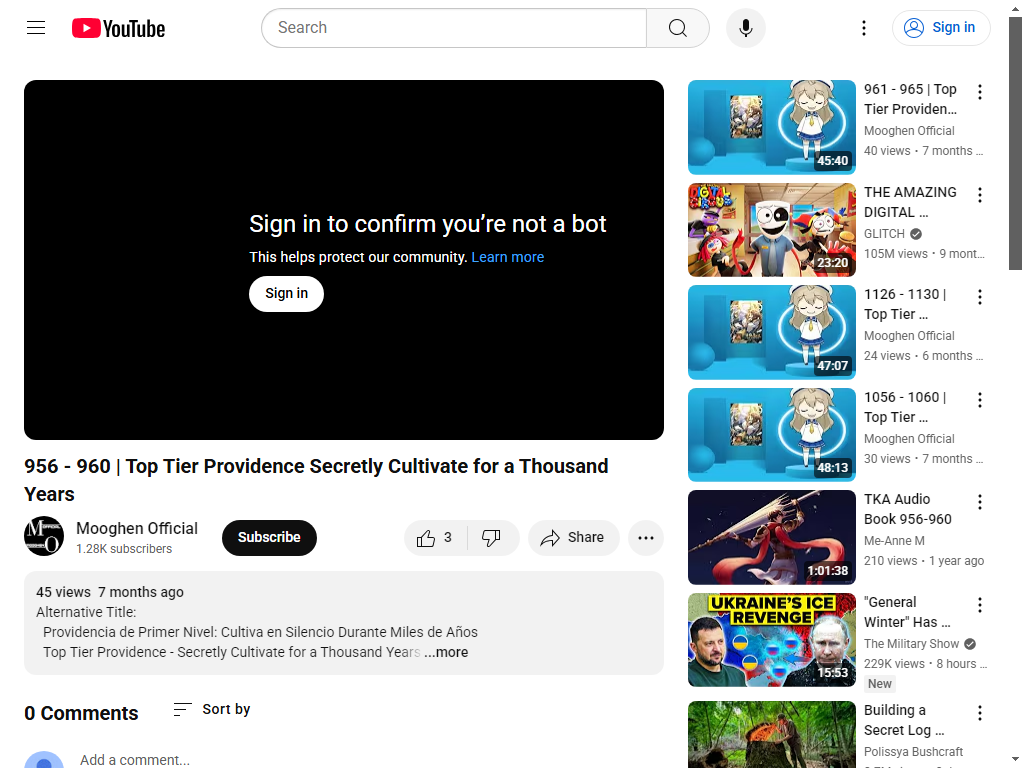 YouTube
Search
Sign in
Sign in to confirm you’re not a bot
This helps protect our community. Learn more
Sign in
956 - 960 | Top Tier Providence Secretly Cultivate for a Thousand
Years
Mooghen Official
1.28K subscribers
Subscribe
3
Share
45 views 7 months ago
Alternative Title:
Providencia de Primer Nivel: Cultiva en Silencio Durante Miles de Años
Top Tier Providence - Secretly Cultivate for a Thousand Years ...more
0 Comments
Sort by
Add a comment...
45:40
961 - 965 | Top
Tier Providen...
Mooghen Official
40 views • 7 months ...
DIGITAL
23:20
THE AMAZING
DIGITAL ...
GLITCH
105M views • 9 mont...
47:07
1126 - 1130 |
Top Tier ...
Mooghen Official
24 views • 6 months ...
48:13
1056 - 1060 |
Top Tier ...
Mooghen Official
30 views • 7 months ...
1:01:38
TKA Audio
Book 956-960
Me-Anne M
210 views • 1 year ago
UKRAINE'S ICE
REVENGE
15:53
"General
Winter" Has ...
The Military Show
229K views • 8 hours ...
New
Building a
Secret Log ...
Polissya Bushcraft